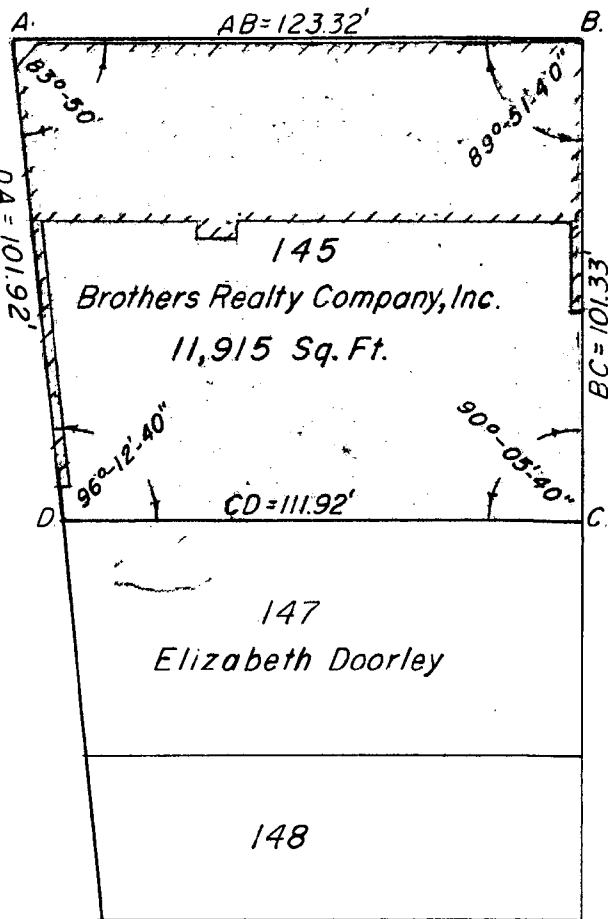 A.
AB=123.32'
B.
83°-50'
89°-51'-40"
DA=101.92'
145
Brothers Realty Company, Inc.
11,915 Sq. Ft.
BC=101.33'
96°-12'-40"
90°-05'-40"
D.
CD=111.92'
C.
147
Elizabeth Doorley
148